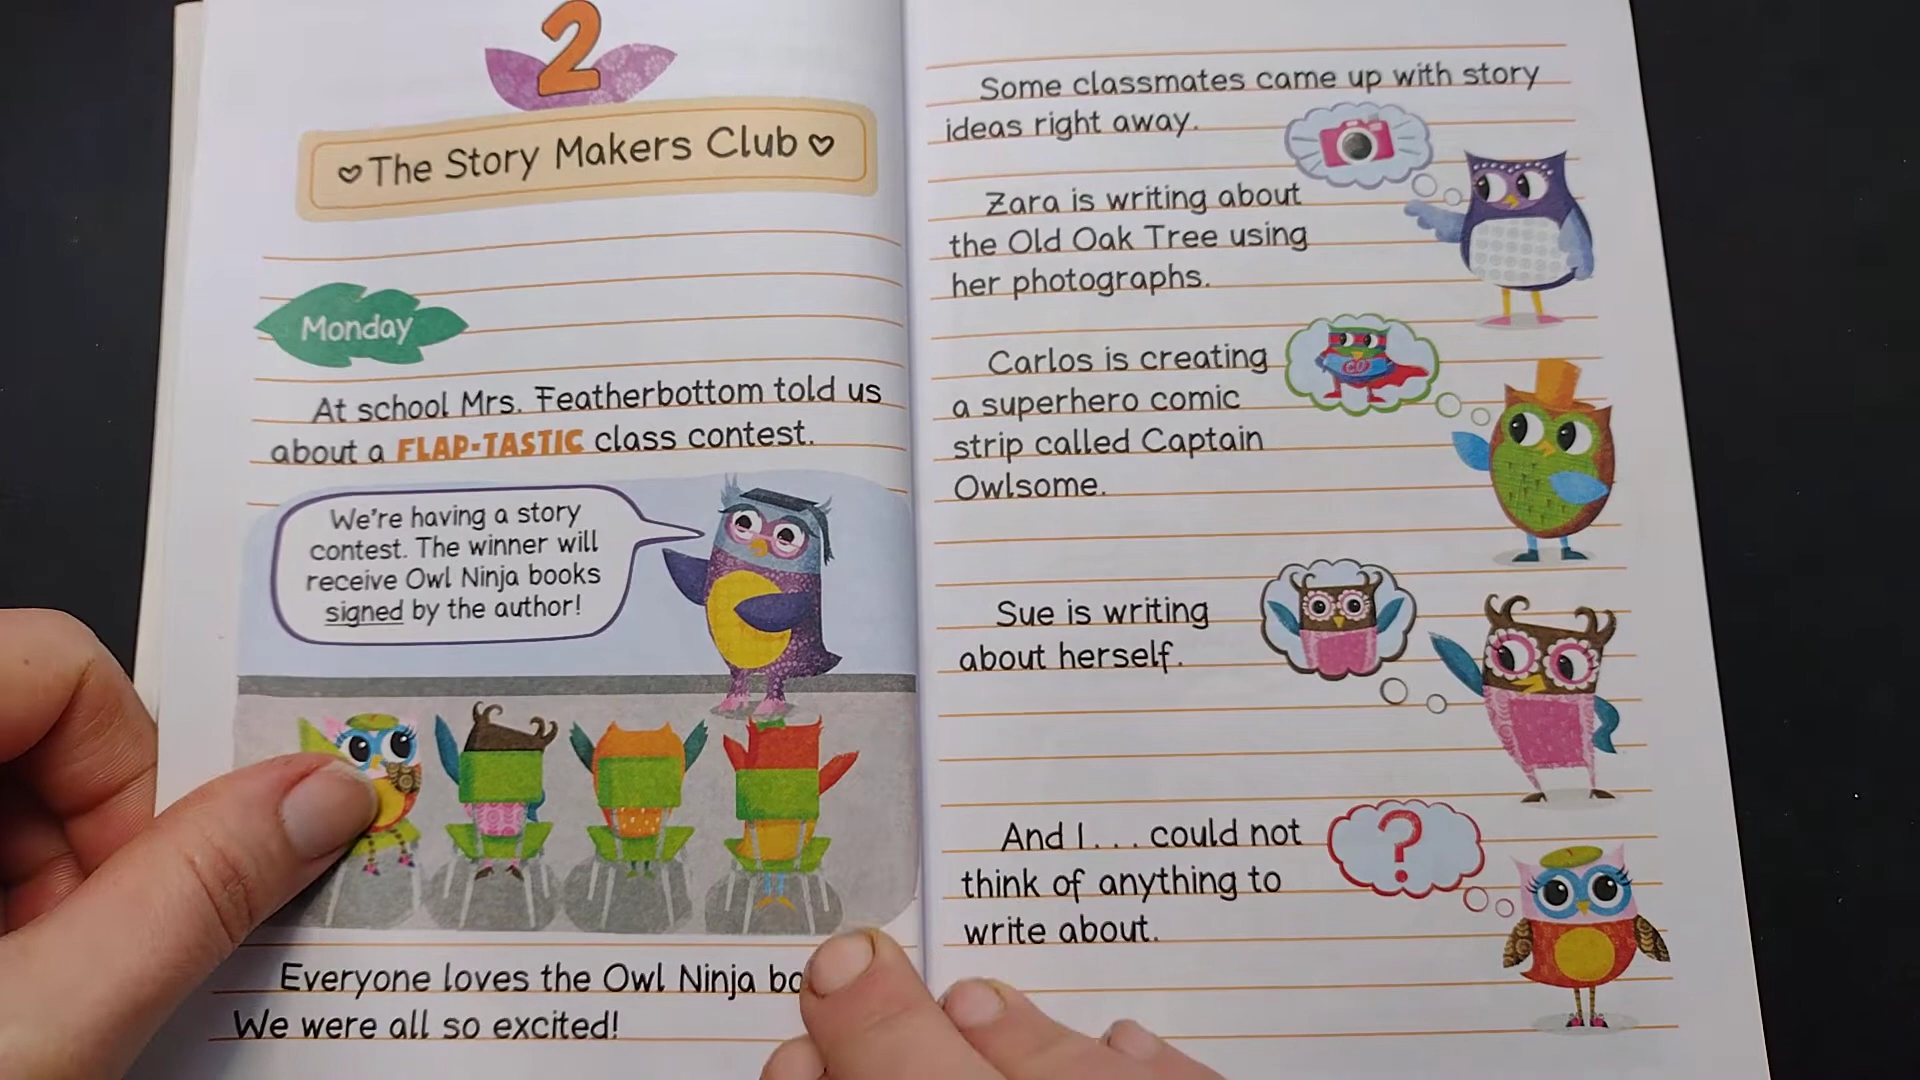 2
The Story Makers Club
Monday
At school Mrs. Featherbottom told us
about a FLAP-TASTIC class contest.
We're having a story
contest. The winner will
receive Owl Ninja books
signed by the author!
Everyone loves the Owl Ninja
We were all so excited!
Some classmates came up with story
ideas right away.
Zara is writing about
the Old Oak Tree using
her photographs.
Carlos is creating
a superhero comic
strip called Captain
Owlsome.
CO
Sue is writing
about herself.
And I... could not
think of anything to
write about.
?